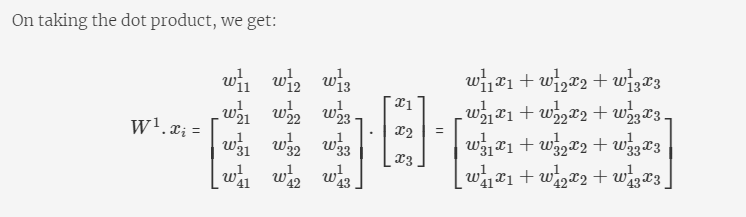 On taking the dot product, we get:
w¹₁₁ w¹₁₂ w¹₁₃ x₁ w¹₁₁x₁ + w¹₁₂x₂ + w¹₁₃x₃
w¹₂₁ w¹₂₂ w¹₂₃ w¹₂₁x₁ + w¹₂₂x₂ + w¹₂₃x₃
W¹. xᵢ = . x₂ =
w¹₃₁ w¹₃₂ w¹₃₃ x₃ w¹₃₁x₁ + w¹₃₂x₂ + w¹₃₃x₃
w¹₄₁ w¹₄₂ w¹₄₃ w¹₄₁x₁ + w¹₄₂x₂ + w¹₄₃x₃